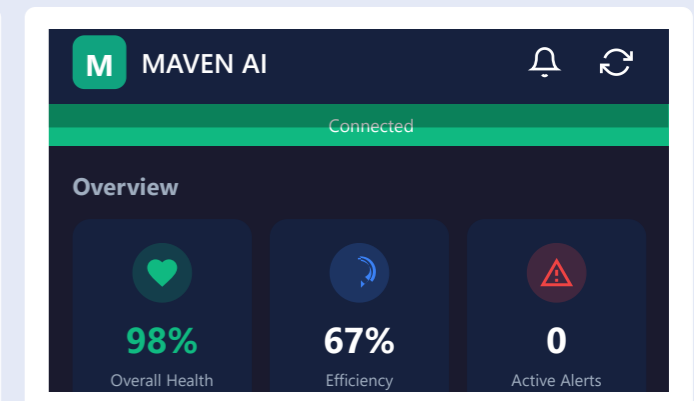 M MAVEN AI
Connected
Overview
98% 67% 0
Overall Health Efficiency Active Alerts